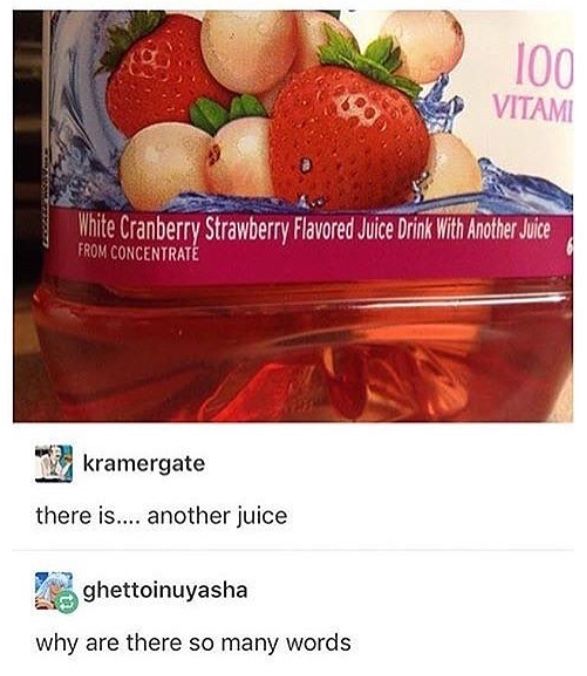 100
VITAMI
White Cranberry Strawberry Flavored Juice Drink With Another Juice
FROM CONCENTRATE
kramergate
there is.... another juice
ghettoinuyasha
why are there so many words